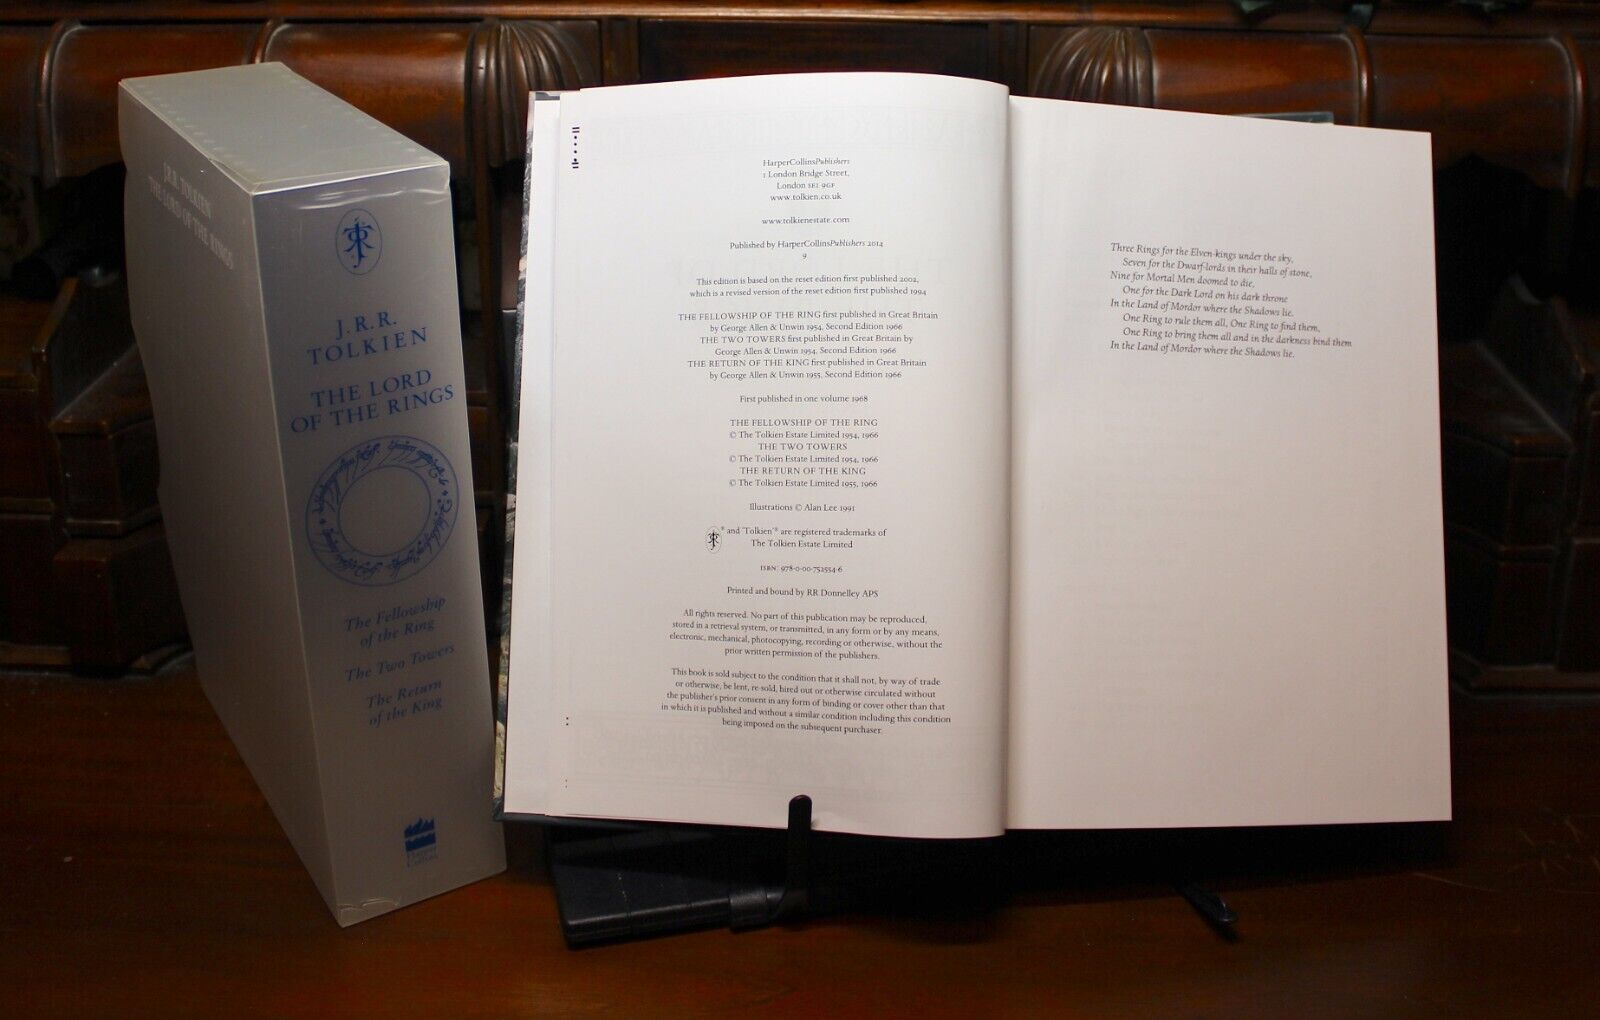 J.R.R. TOLKIEN
THE LORD OF THE RINGS
J.R.R.
TOLKIEN
THE LORD
OF THE RINGS
The Fellowship
of the Ring
The Two Towers
The Return
of the King
Harper
Collins
HarperCollinsPublishers
1 London Bridge Street,
London SE1 9GF
www.tolkien.co.uk
www.tolkienestate.com
Published by HarperCollinsPublishers 2014
9
This edition is based on the reset edition first published 2002,
which is a revised version of the reset edition first published 1994
THE FELLOWSHIP OF THE RING first published in Great Britain
by George Allen & Unwin 1954, Second Edition 1966
THE TWO TOWERS first published in Great Britain by
George Allen & Unwin 1954, Second Edition 1966
THE RETURN OF THE KING first published in Great Britain
by George Allen & Unwin 1955, Second Edition 1966
First published in one volume 1968
THE FELLOWSHIP OF THE RING
© The Tolkien Estate Limited 1954, 1966
THE TWO TOWERS
© The Tolkien Estate Limited 1954, 1966
THE RETURN OF THE KING
© The Tolkien Estate Limited 1955, 1966
Illustrations © Alan Lee 1991
® and 'Tolkien'® are registered trademarks of
The Tolkien Estate Limited
ISBN: 978-0-00-752554-6
Printed and bound by RR Donnelley APS
All rights reserved. No part of this publication may be reproduced,
stored in a retrieval system, or transmitted, in any form or by any means,
electronic, mechanical, photocopying, recording or otherwise, without the
prior written permission of the publishers.
This book is sold subject to the condition that it shall not, by way of trade
or otherwise, be lent, re-sold, hired out or otherwise circulated without
the publisher's prior consent in any form of binding or cover other than that
in which it is published and without a similar condition including this condition
being imposed on the subsequent purchaser.
Three Rings for the Elven-kings under the sky,
Seven for the Dwarf-lords in their halls of stone,
Nine for Mortal Men doomed to die,
One for the Dark Lord on his dark throne
In the Land of Mordor where the Shadows lie.
One Ring to rule them all, One Ring to find them,
One Ring to bring them all and in the darkness bind them
In the Land of Mordor where the Shadows lie.